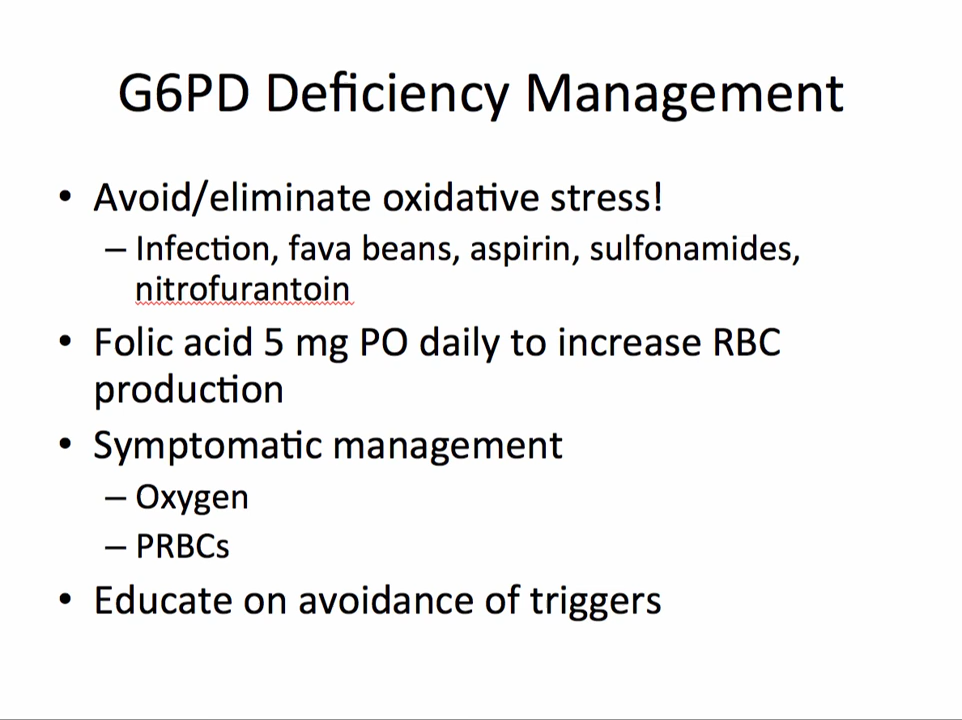 G6PD Deficiency Management
• Avoid/eliminate oxidative stress!
– Infection, fava beans, aspirin, sulfonamides,
nitrofurantoin
• Folic acid 5 mg PO daily to increase RBC
production
• Symptomatic management
– Oxygen
– PRBCs
• Educate on avoidance of triggers